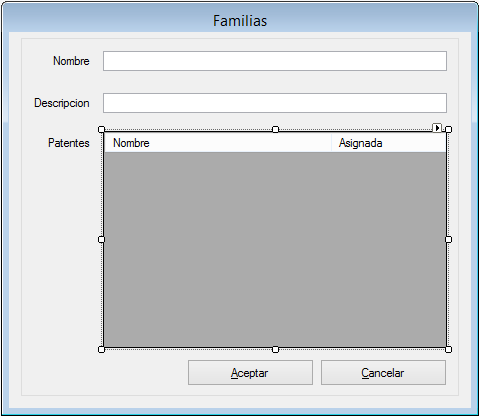 Familias
Nombre
Descripcion
Patentes
Nombre Asignada
Aceptar Cancelar